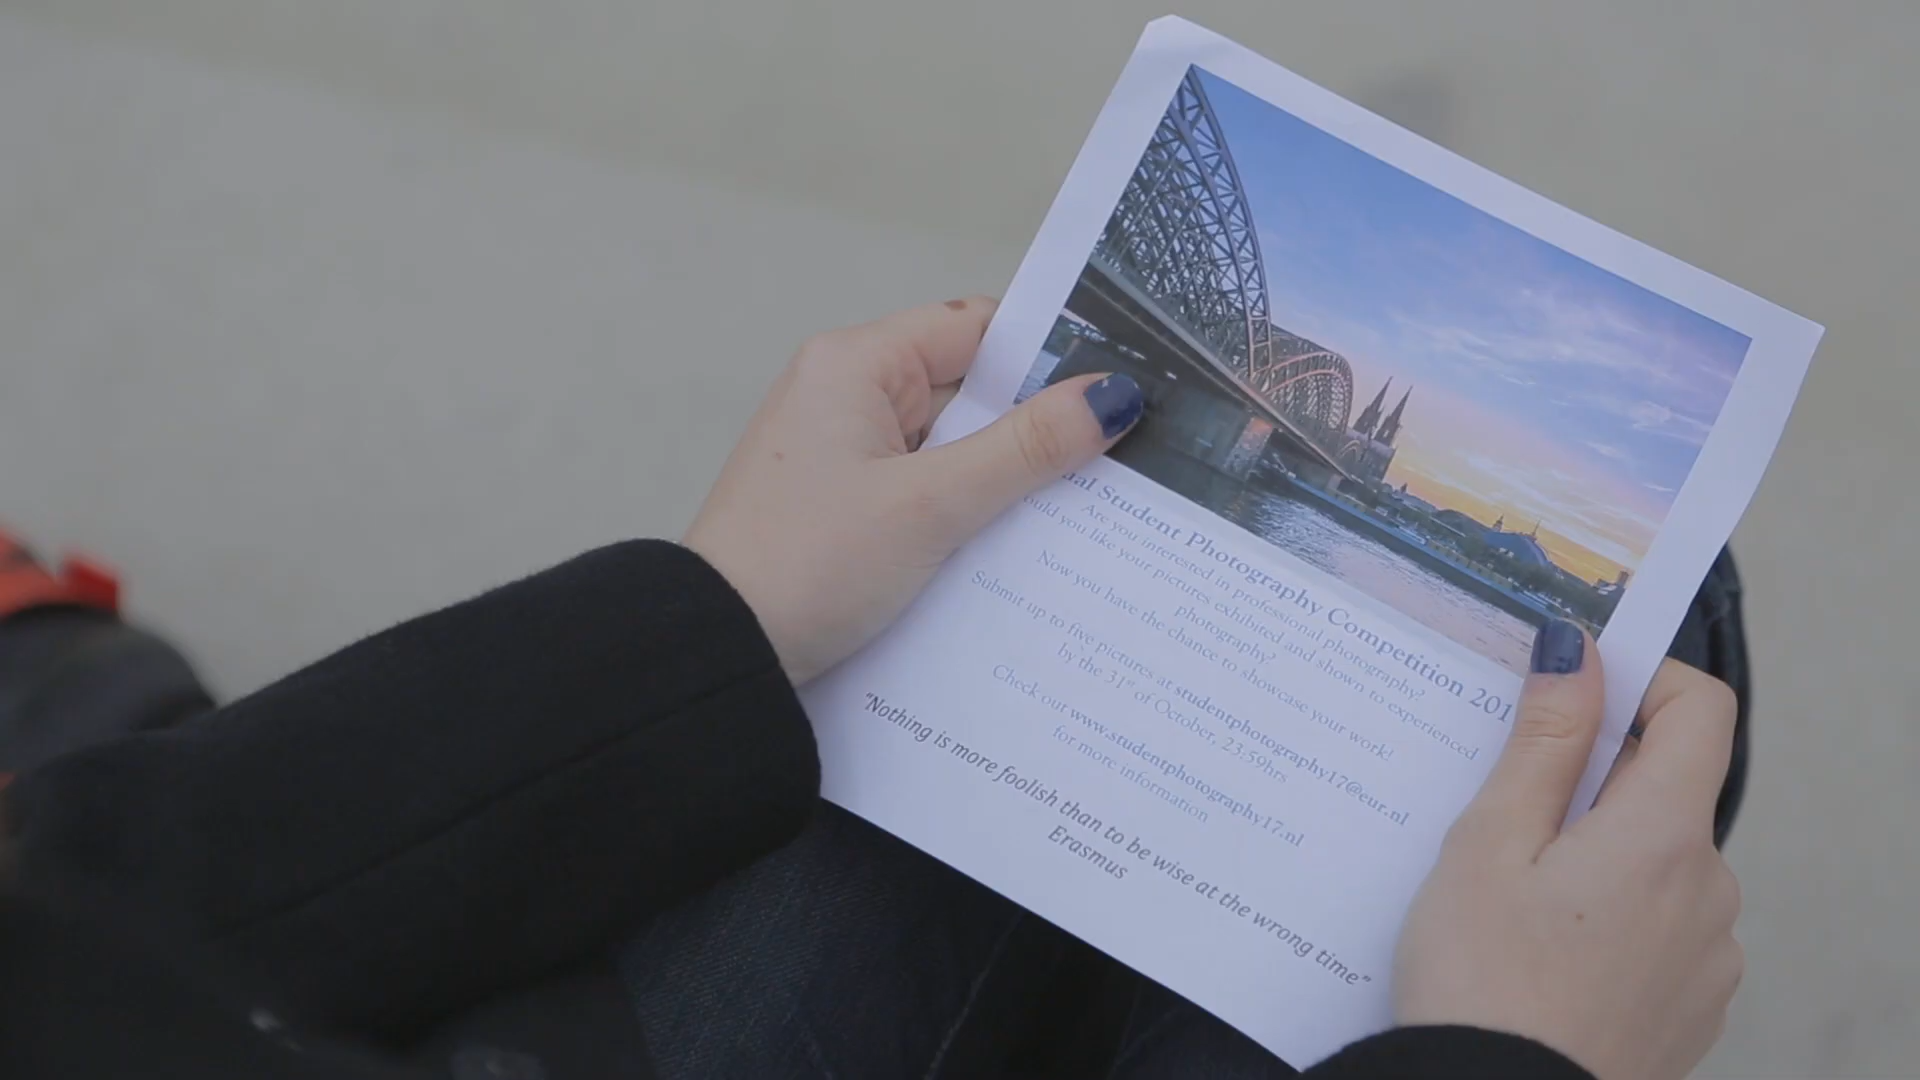 Student Photography Competition 201
Are you interested in professional photography?
you like your pictures exhibited and shown to experienced
photography?
Now you have the chance to showcase your work!
Submit up to five pictures at studentphotography17@eur.nl
by the 31st of October, 23:59hrs
Check out www.studentphotography17.nl
for more information
"Nothing is more foolish than to be wise at the wrong time"
Erasmus